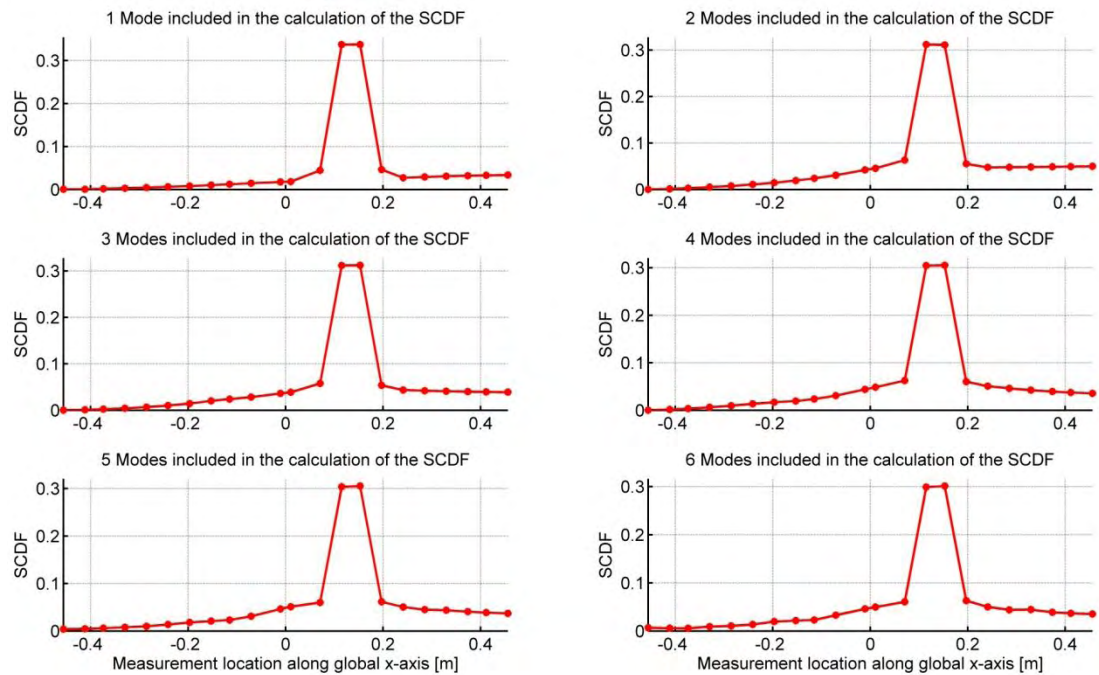 1 Mode included in the calculation of the SCDF
0.3
0.2
0.1
0
SCDF
-0.4 -0.2 0 0.2 0.4
2 Modes included in the calculation of the SCDF
0.3
0.2
0.1
0
SCDF
-0.4 -0.2 0 0.2 0.4
3 Modes included in the calculation of the SCDF
0.3
0.2
0.1
0
SCDF
-0.4 -0.2 0 0.2 0.4
4 Modes included in the calculation of the SCDF
0.3
0.2
0.1
0
SCDF
-0.4 -0.2 0 0.2 0.4
5 Modes included in the calculation of the SCDF
0.3
0.2
0.1
0
SCDF
-0.4 -0.2 0 0.2 0.4
Measurement location along global x-axis [m]
6 Modes included in the calculation of the SCDF
0.3
0.2
0.1
0
SCDF
-0.4 -0.2 0 0.2 0.4
Measurement location along global x-axis [m]